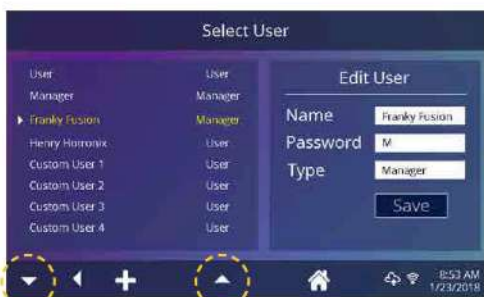 Select User
User User
Manager Manager
Franky Fusion Manager
Henry Horronix User
Custom User 1 User
Custom User 2 User
Custom User 3 User
Custom User 4 User
Edit User
Name Franky Fusion
Password M
Type Manager
Save
8:53 AM
1/23/2018